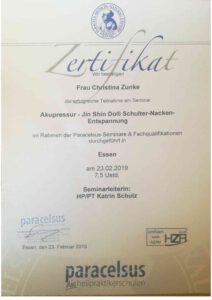 Zertifikat
Wir bestätigen
Frau Christina Zunke
die erfolgreiche Teilnahme am Seminar
Akupressur - Jin Shin Do® Schulter-Nacken-
Entspannung
im Rahmen der Paracelsus-Seminare & Fachqualifikationen
durchgeführt in
Essen
am 23.02.2019
7,5 Ustd.
Seminarleiterin:
HP/PT Katrin Schulz
paracelsus
Essen, den 23. Februar 2019
HZB
paracelsus
die heilpraktikerschulen